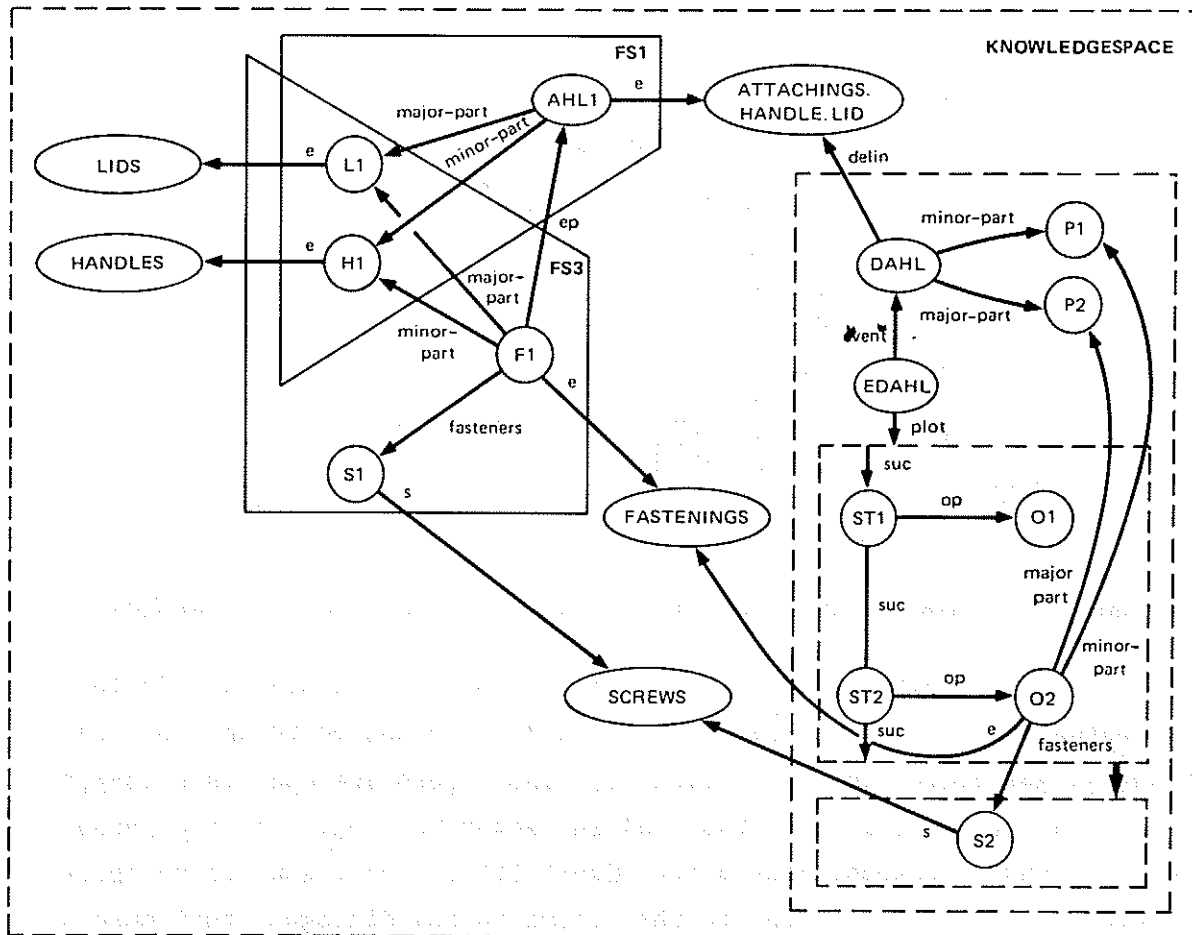 FS1
KNOWLEDGESPACE
AHL1
e
ATTACHINGS.
HANDLE.LID
major-part
minor-part
L1
e
LIDS
delin
ep
minor-part
P1
HANDLES
e
H1
FS3
DAHL
major-
part
major-part
P2
minor-
part
F1
event
e
EDAHL
fasteners
plot
suc
S1
s
FASTENINGS
ST1
op
O1
major
part
suc
minor-
part
SCREWS
ST2
op
O2
suc
e
fasteners
s
S2